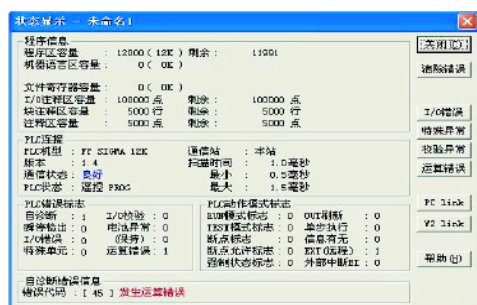 状态显示 - 未命名1
程序信息
程序区容量 : 12000 ( 12K ) 剩余 : 11991
机器语言区容量 : 0 ( 0K )
文件寄存器容量 : 0 ( 0K )
I/O注释区容量 : 100000 点 剩余 : 100000 点
块注释区容量 : 5000 行 剩余 : 5000 行
注释区容量 : 5000 点 剩余 : 5000 点
PLC连接
PLC机型 : FP SIGMA 12K 通信站 : 本站
版本 : 1.4 扫描时间 : 1.0毫秒
通信状态 : 良好 最小 : 0.5毫秒
PLC状态 : 遥控 PROG 最大 : 1.5毫秒
PLC错误标志
自诊断 : 1 I/O校验 : 0
瞬停检出 : 0 电池异常 : 0
I/O错误 : 0 (保持) : 0
特殊单元 : 0 运算错误 : 1
PLC动作模式标志
RUN模式标志 : 0 OUT刷新 : 0
TEST模式标志 : 0 单步执行 : 0
断点标志 : 0 信息有无 : 0
断点允许标志 : 0 EXT(远程) : 1
强制状态标志 : 0 外部中断EI : 0
自诊断错误信息
错误代码 : [ 45 ] 发生运算错误
关闭(C)
清除错误
I/O错误
特殊异常
校验异常
运算错误
PC link
W2 link
帮助(H)